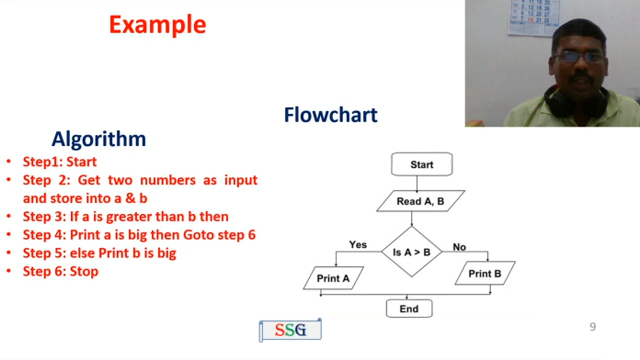 Example
Flowchart
Algorithm
• Step1: Start
• Step 2: Get two numbers as input
and store into a & b
• Step 3: If a is greater than b then
• Step 4: Print a is big then Goto step 6
• Step 5: else Print b is big
• Step 6: Stop
Start
Read A, B
Is A > B
Yes
No
Print A
Print B
End
SSG
9